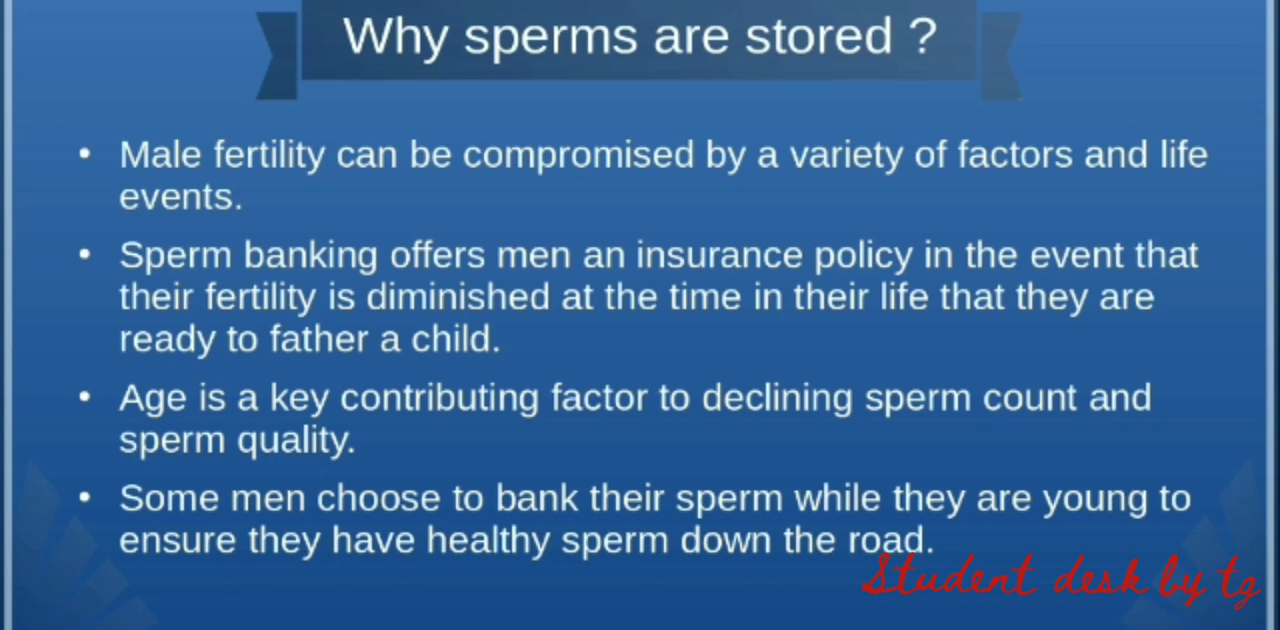 Why sperms are stored ?
• Male fertility can be compromised by a variety of factors and life
events.
• Sperm banking offers men an insurance policy in the event that
their fertility is diminished at the time in their life that they are
ready to father a child.
• Age is a key contributing factor to declining sperm count and
sperm quality.
• Some men choose to bank their sperm while they are young to
ensure they have healthy sperm down the road.
Student desk by tg